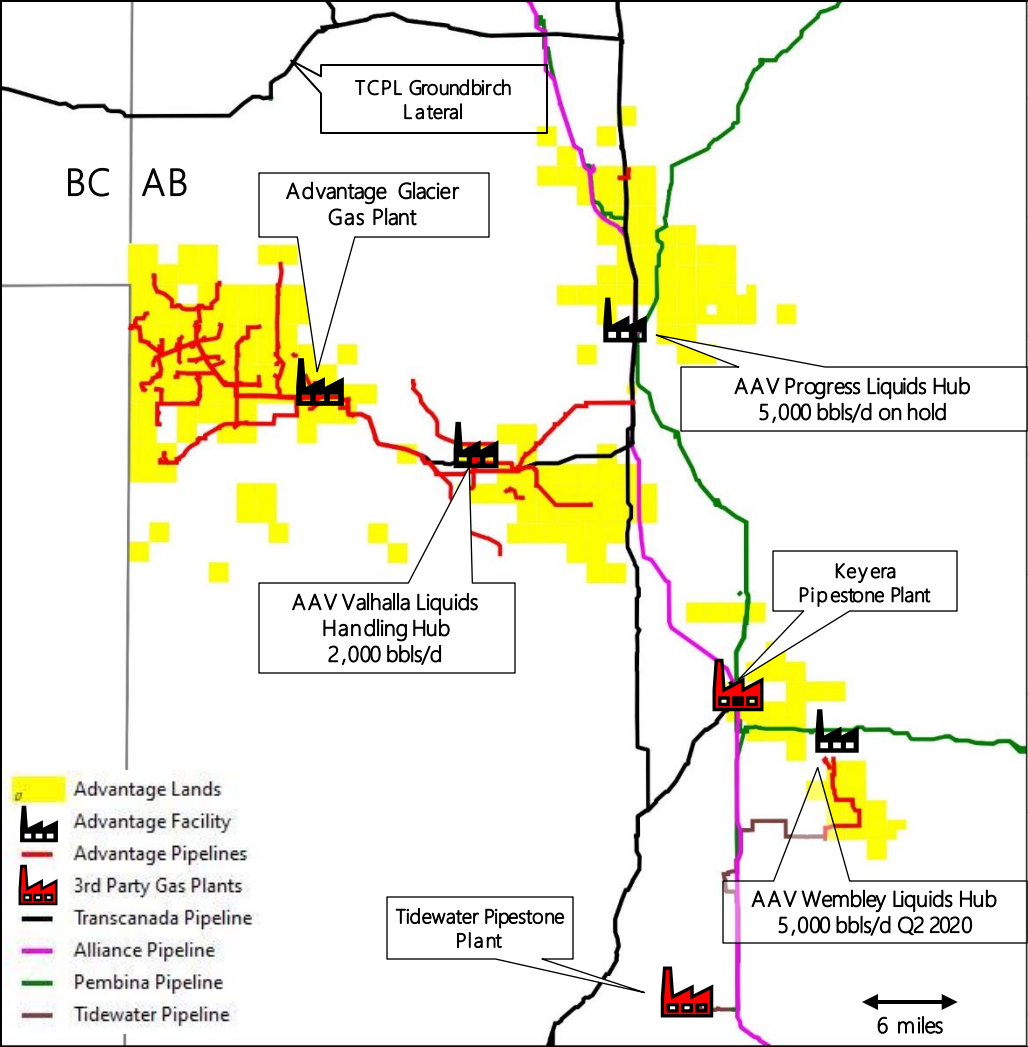 TCPL Groundbirch
Lateral
BC AB
Advantage Glacier
Gas Plant
AAV Progress Liquids Hub
5,000 bbls/d on hold
Keyera
Pipestone Plant
AAV Valhalla Liquids
Handling Hub
2,000 bbls/d
Advantage Lands
Advantage Facility
Advantage Pipelines
3rd Party Gas Plants
Transcanada Pipeline
Alliance Pipeline
Pembina Pipeline
Tidewater Pipeline
Tidewater Pipestone
Plant
AAV Wembley Liquids Hub
5,000 bbls/d Q2 2020
6 miles